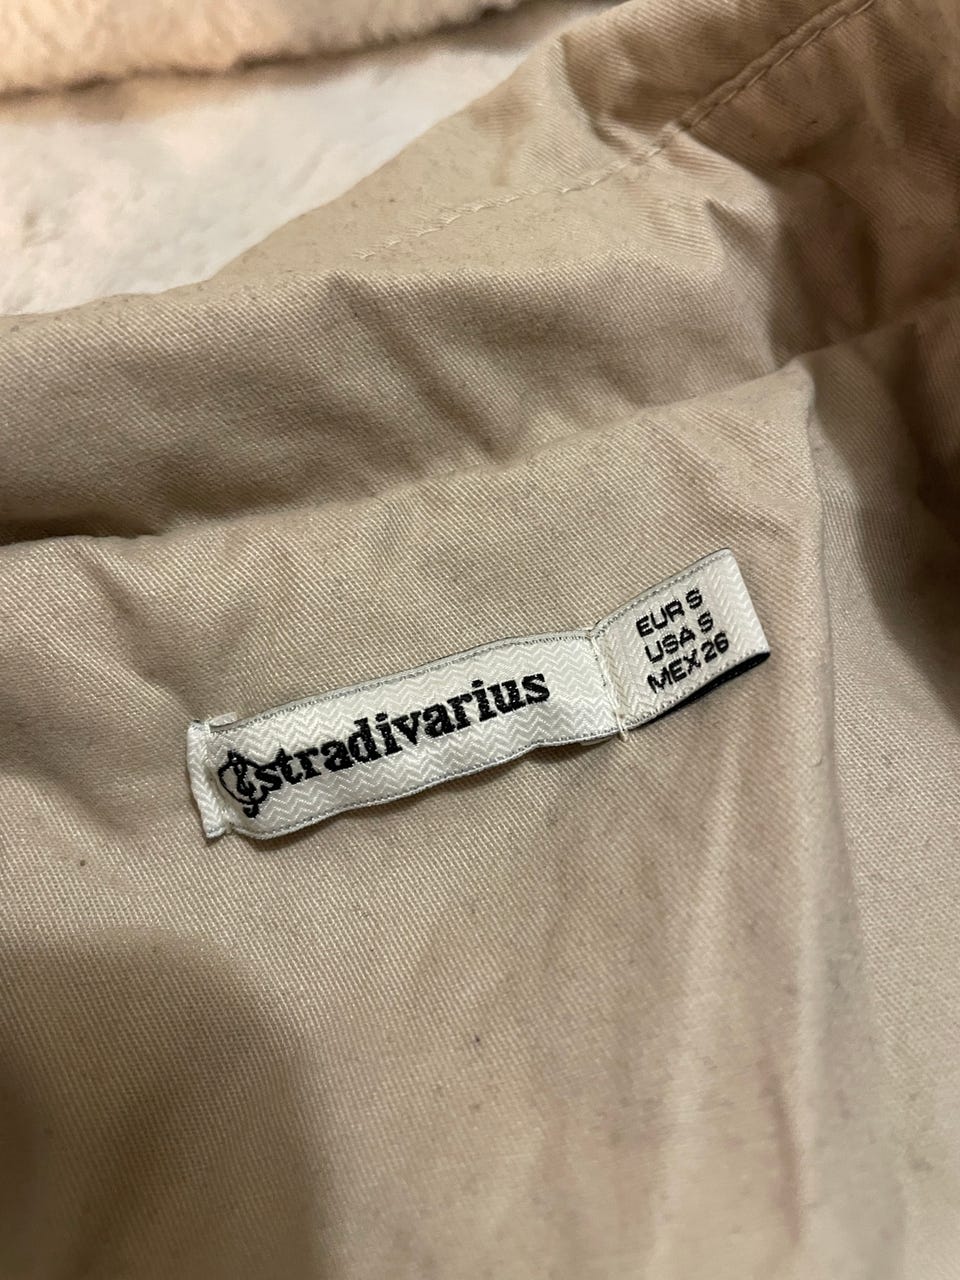 stradivarius
EUR S
USA S
MEX 26